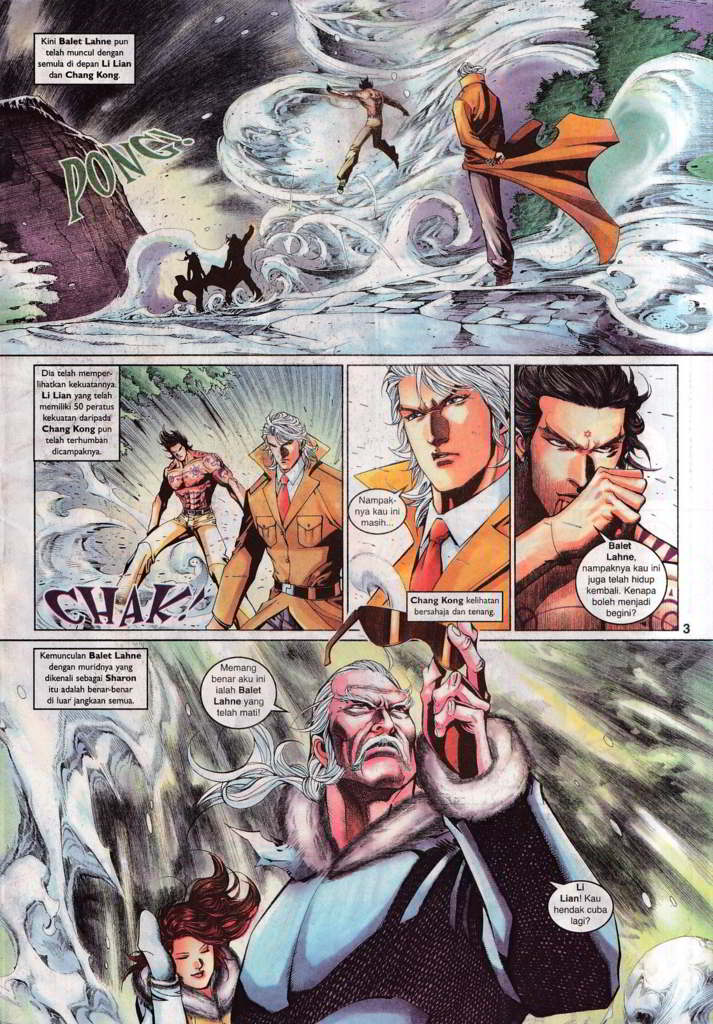 Kini Balet Lahne pun
telah muncul dengan
semula di depan Li Lian
dan Chang Kong.
PONG!!
Dia telah memper-
lihatkan kekuatannya.
Li Lian yang telah
memiliki 50 peratus
kekuatan daripada
Chang Kong pun
telah terhumban
dicampaknya.
CHAK!!
Nampak-
nya kau ini
masih...
Chang Kong kelihatan
bersahaja dan tenang.
Balet
Lahne,
nampaknya kau ini
juga telah hidup
kembali. Kenapa
boleh menjadi
begini?
3
Kemunculan Balet Lahne
dengan muridnya yang
dikenali sebagai Sharon
itu adalah benar-benar
di luar jangkaan semua.
Memang
benar aku ini
ialah Balet
Lahne yang
telah mati!
Li
Lian! Kau
hendak cuba
lagi?